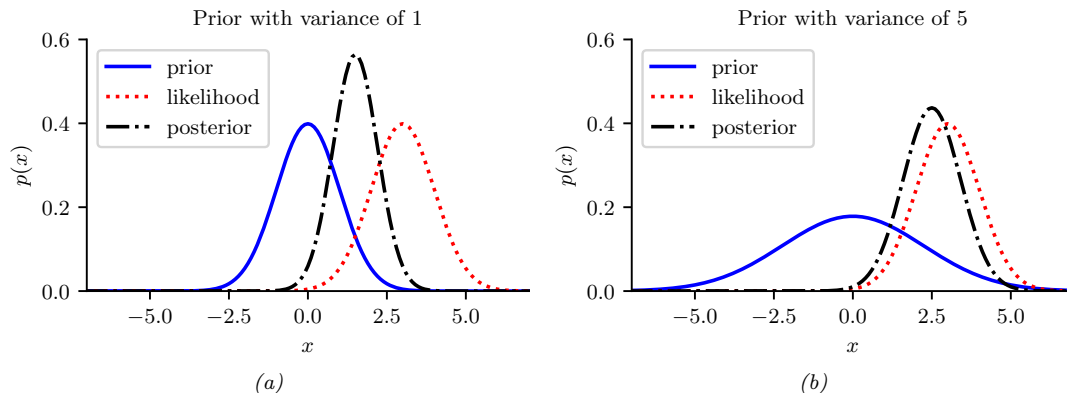 Prior with variance of 1
0.6
0.4
0.2
0.0
p(x)
prior
likelihood
posterior
−5.0
−2.5
0.0
2.5
5.0
x
(a)
Prior with variance of 5
0.6
0.4
0.2
0.0
p(x)
prior
likelihood
posterior
−5.0
−2.5
0.0
2.5
5.0
x
(b)